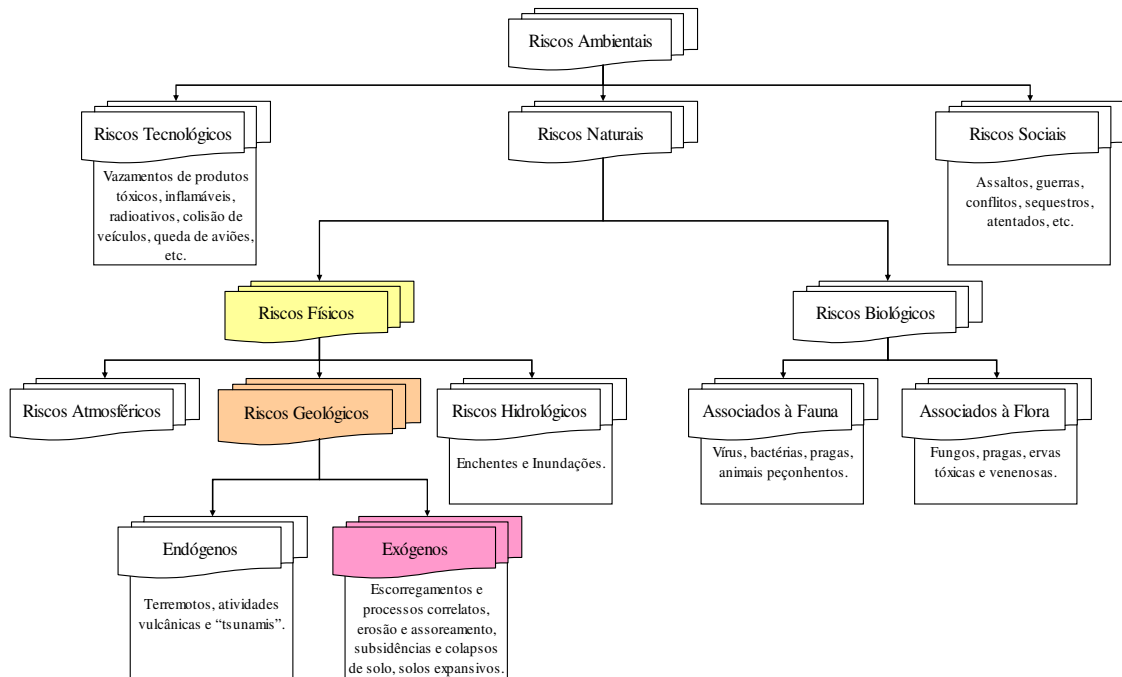 Riscos Ambientais
Riscos Tecnológicos
Riscos Naturais
Riscos Sociais
Vazamentos de produtos
tóxicos, inflamáveis,
radioativos, colisão de
veículos, queda de aviões,
etc.
Assaltos, guerras,
conflitos, sequestros,
atentados, etc.
Riscos Físicos
Riscos Biológicos
Riscos Atmosféricos
Riscos Geológicos
Riscos Hidrológicos
Associados à Fauna
Associados à Flora
Enchentes e Inundações.
Vírus, bactérias, pragas,
animais peçonhentos.
Fungos, pragas, ervas
tóxicas e venenosas.
Endógenos
Exógenos
Terremotos, atividades
vulcânicas e “tsunamis”.
Escorregamentos e
processos correlatos,
erosão e assoreamento,
subsidências e colapsos
de solo, solos expansivos.